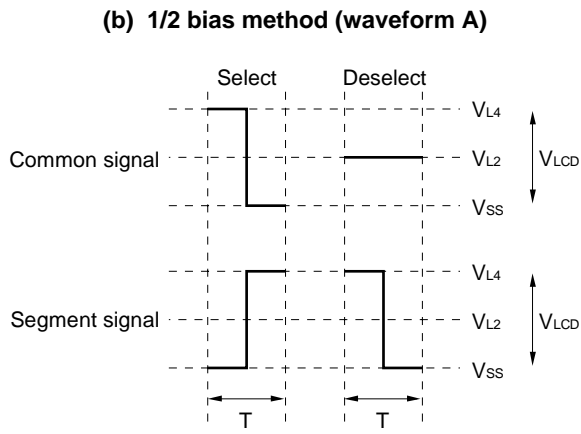 (b) 1/2 bias method (waveform A)
Select Deselect
VL4
Common signal VL2 VLCD
VSS
VL4
Segment signal VL2 VLCD
VSS
T T